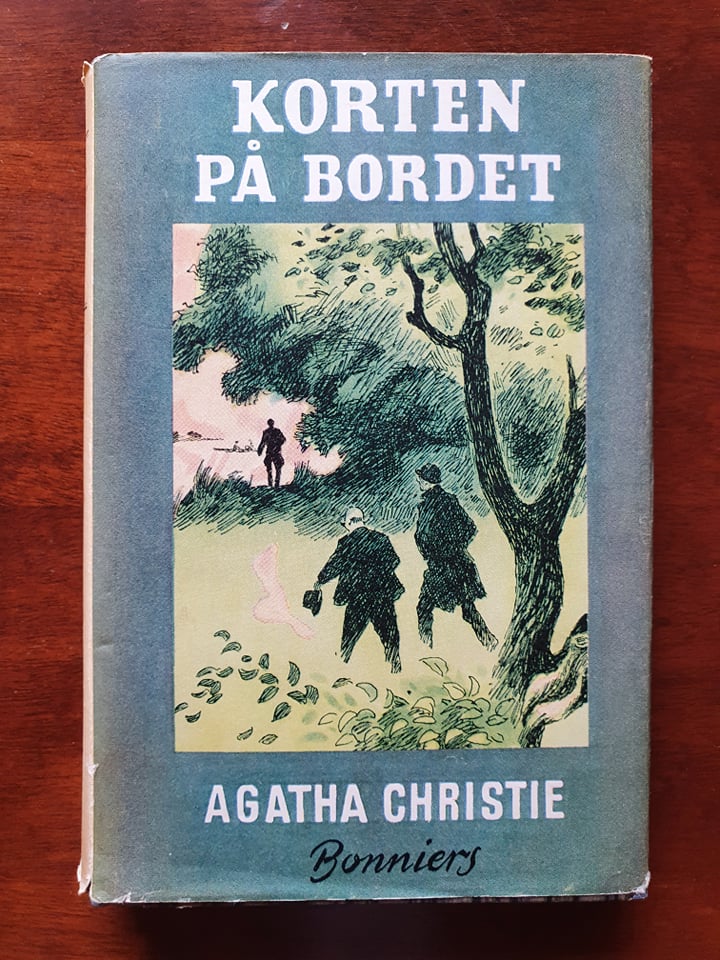 KORTEN
PÅ BORDET
AGATHA CHRISTIE
Bonniers